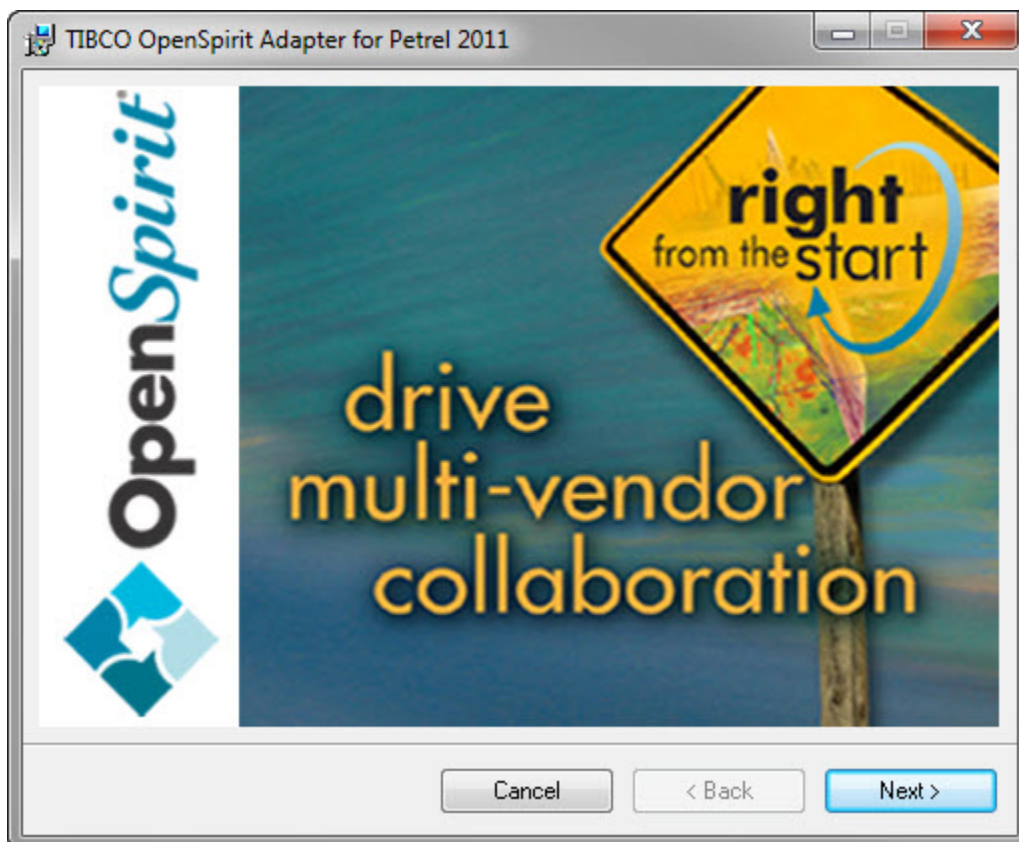 TIBCO OpenSpirit Adapter for Petrel 2011
OpenSpirit
right
from the start
drive
multi-vendor
collaboration
Cancel
< Back
Next >